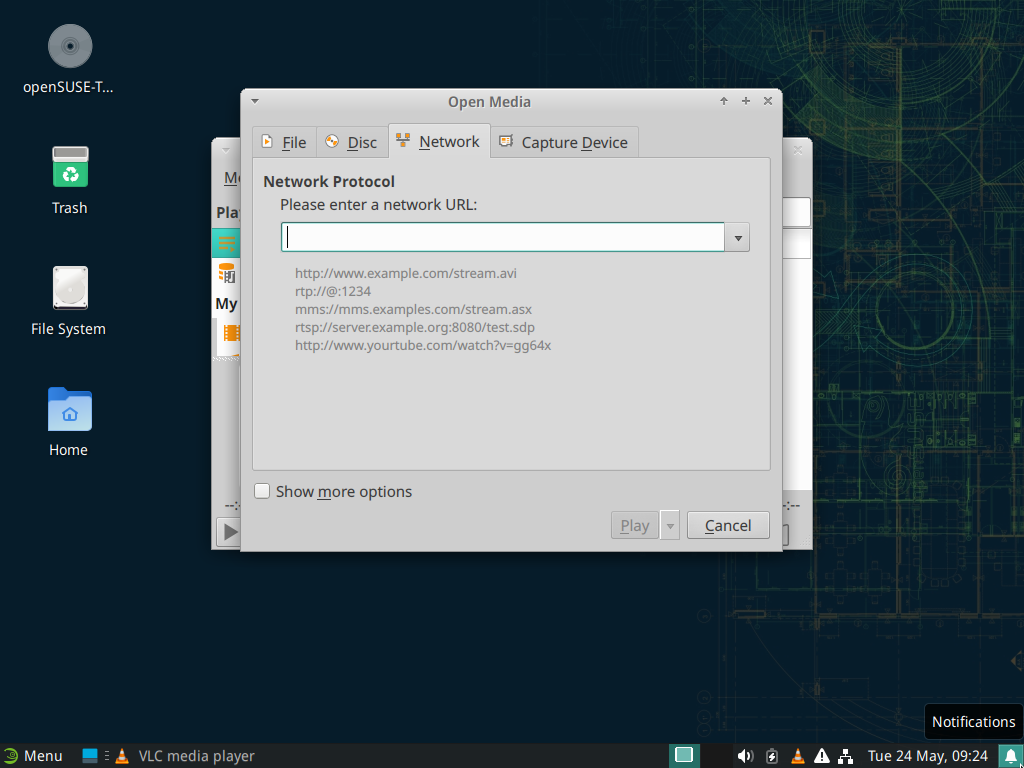 openSUSE-T...
Trash
File System
Home
Open Media
File
Disc
Network
Capture Device
Network Protocol
Please enter a network URL:
http://www.example.com/stream.avi
rtp://@:1234
mms://mms.examples.com/stream.asx
rtsp://server.example.org:8080/test.sdp
http://www.yourtube.com/watch?v=gg64x
Show more options
Play
Cancel
My
--:
:--
Notifications
Menu
VLC media player
Tue 24 May, 09:24